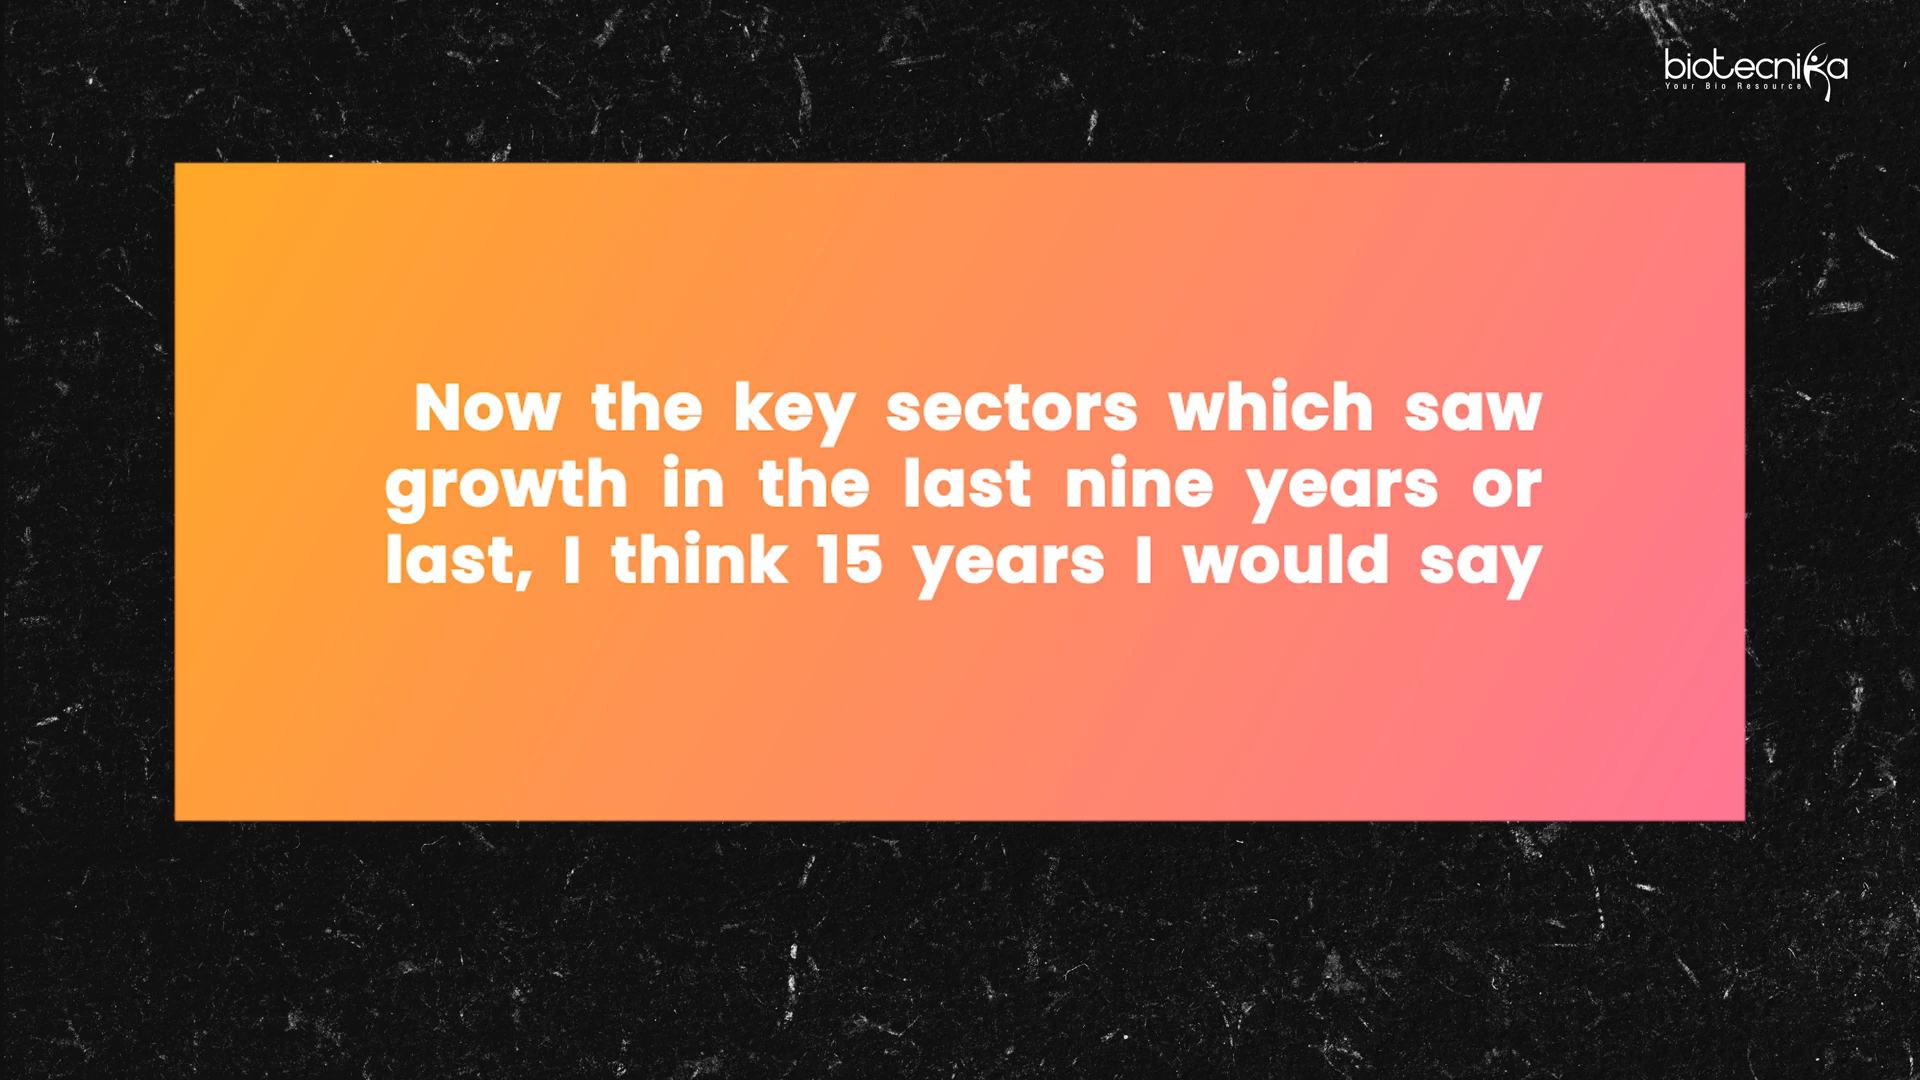 biotecnika
Your Bio Resource
Now the key sectors which saw
growth in the last nine years or
last, I think 15 years I would say